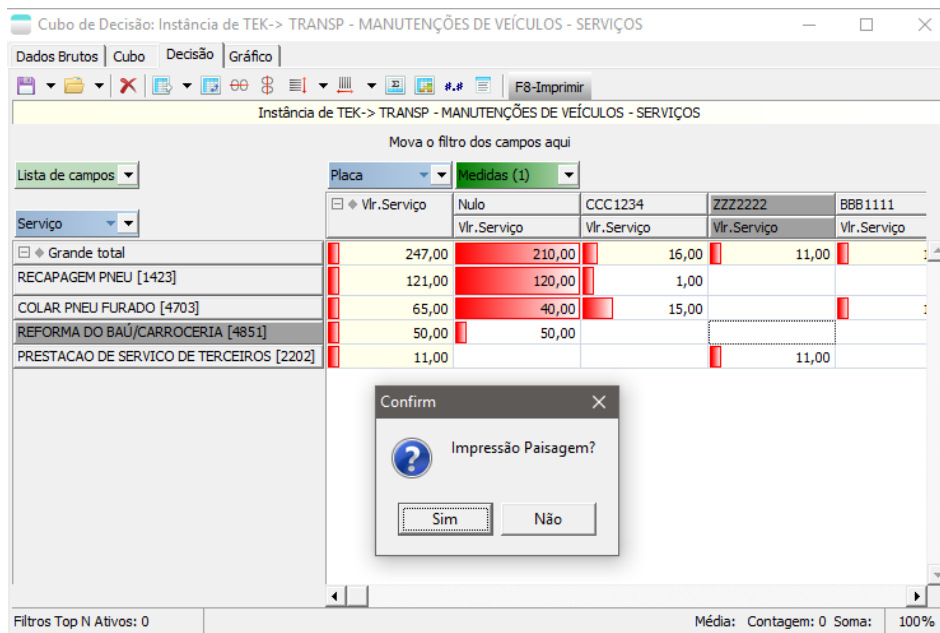 Cubo de Decisão: Instância de TEK-> TRANSP - MANUTENÇÕES DE VEÍCULOS - SERVIÇOS
Dados Brutos Cubo Decisão Gráfico
F8-Imprimir
Instância de TEK-> TRANSP - MANUTENÇÕES DE VEÍCULOS - SERVIÇOS
Mova o filtro dos campos aqui
Lista de campos Placa Medidas (1)
Vlr.Serviço Nulo CCC1234 ZZZ2222 BBB1111
Serviço Vlr.Serviço Vlr.Serviço Vlr.Serviço Vlr.Serviço
Grande total 247,00 210,00 16,00 11,00
RECAPAGEM PNEU [1423] 121,00 120,00 1,00
COLAR PNEU FURADO [4703] 65,00 40,00 15,00
REFORMA DO BAÚ/CARROCERIA [4851] 50,00 50,00
PRESTACAO DE SERVICO DE TERCEIROS [2202] 11,00 11,00
Confirm
Impressão Paisagem?
Sim Não
Filtros Top N Ativos: 0 Média: Contagem: 0 Soma: 100%